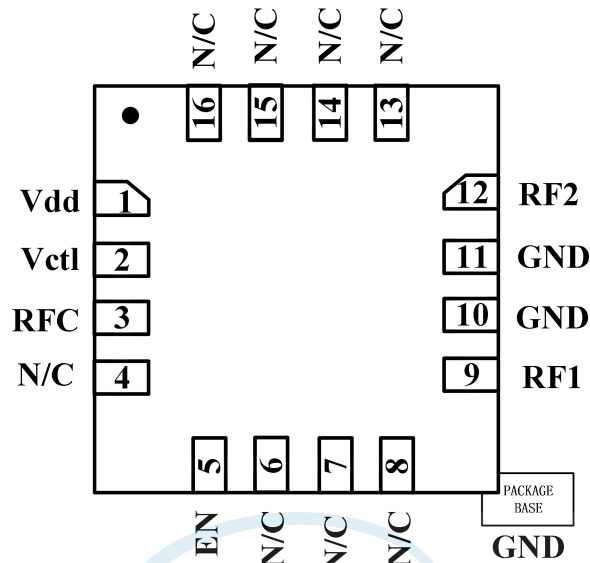 N/C N/C N/C N/C
16 15 14 13
Vdd 1
Vctl 2
RFC 3
N/C 4
12 RF2
11 GND
10 GND
9 RF1
5 6 7 8
EN N/C N/C N/C
PACKAGE
BASE
GND